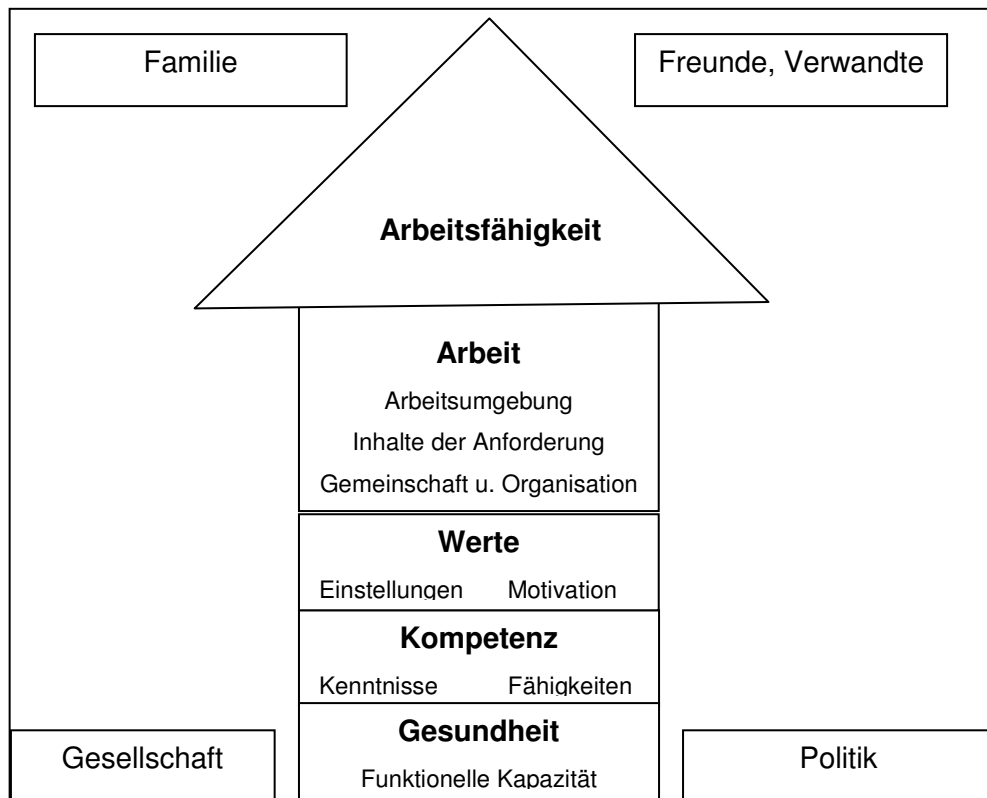 Familie
Freunde, Verwandte
Arbeitsfähigkeit
Arbeit
Arbeitsumgebung
Inhalte der Anforderung
Gemeinschaft u. Organisation
Werte
Einstellungen Motivation
Kompetenz
Kenntnisse Fähigkeiten
Gesundheit
Funktionelle Kapazität
Gesellschaft
Politik